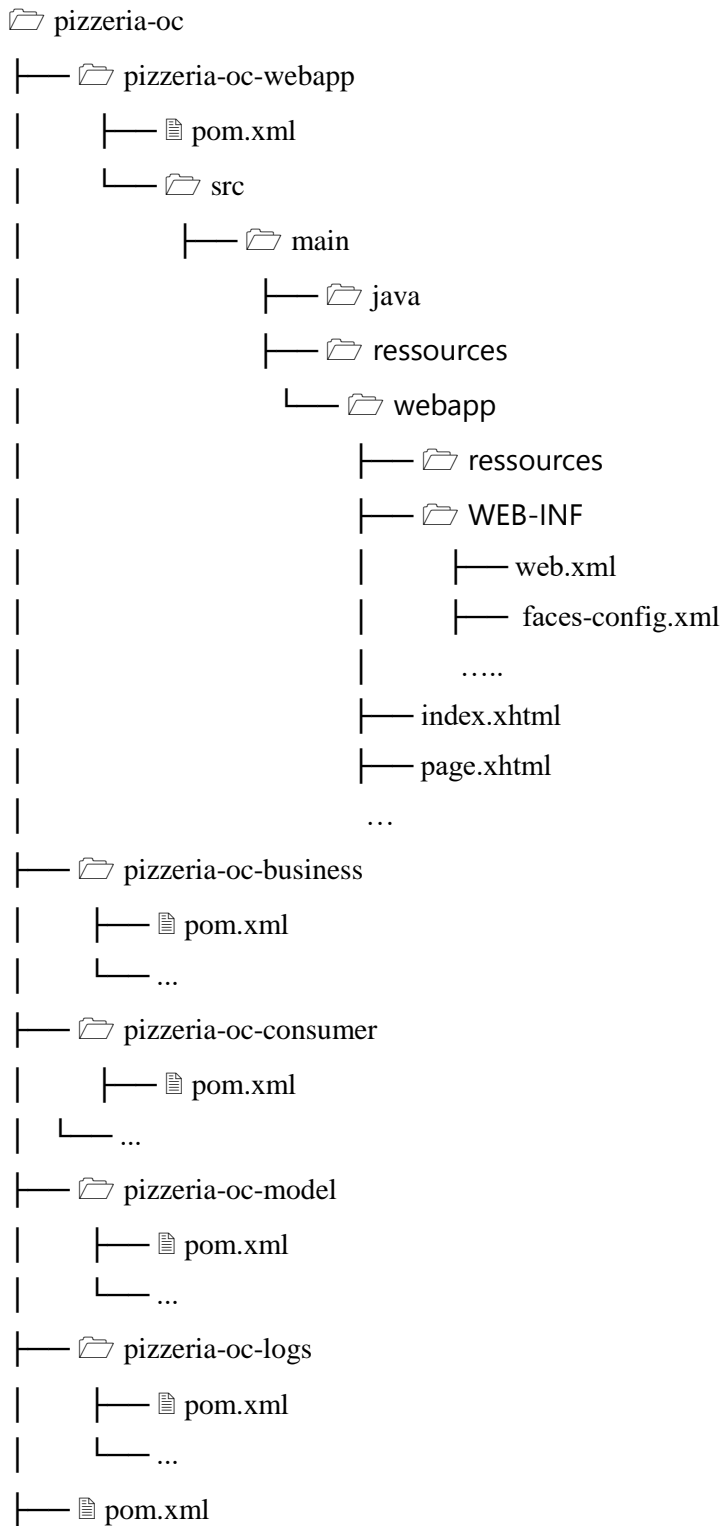 pizzeria-oc
pizzeria-oc-webapp
pom.xml
src
main
java
ressources
webapp
ressources
WEB-INF
web.xml
faces-config.xml
.….
index.xhtml
page.xhtml
…
pizzeria-oc-business
pom.xml
...
pizzeria-oc-consumer
pom.xml
...
pizzeria-oc-model
pom.xml
...
pizzeria-oc-logs
pom.xml
...
pom.xml